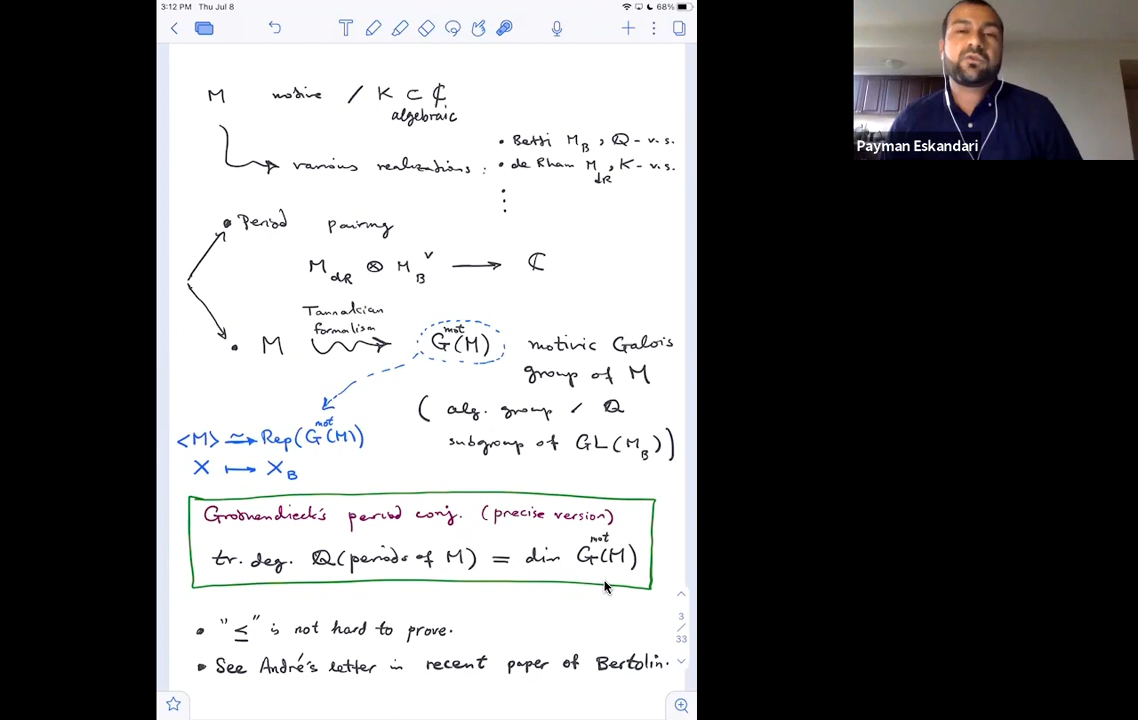 3:12 PM Thu Jul 8
68%
M motive / K ⊂ ℂ
algebraic
various realizations : • Betti M_B , ℚ - v.s.
• de Rham M_dR , K - v.s.
⋮
• Period pairing
M_dR ⊗ M_B^∨ ⟶ ℂ
Tannakian
formalism
• M ⇝ G^mot(M) motivic Galois
group of M
( alg. group / ℚ
subgroup of GL(M_B) )
<M> ≃→ Rep(G^mot(M))
X ↦ X_B
Grothendieck's period conj. (precise version)
tr. deg. ℚ(periods of M) = dim G^mot(M)
• "≤" is not hard to prove.
• See André's letter in recent paper of Bertolin.
3
/
33
Payman Eskandari